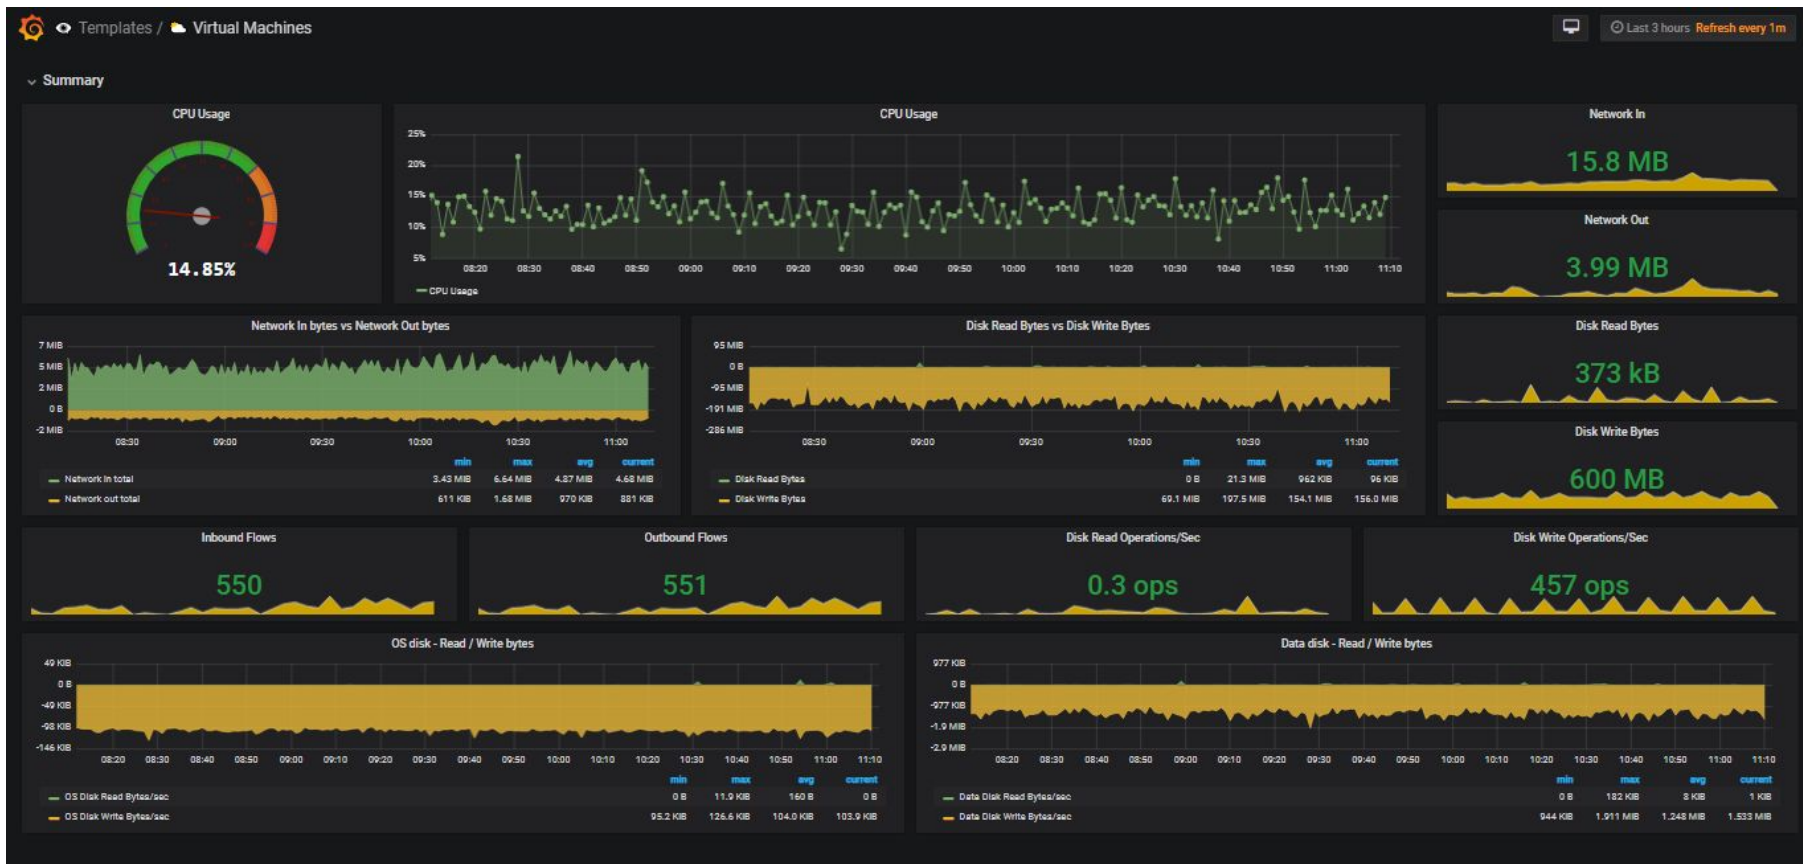 Templates / Virtual Machines
Last 3 hours Refresh every 1m
Summary
CPU Usage
14.85%
CPU Usage
25%
20%
15%
10%
5%
08:20 08:30 08:40 08:50 09:00 09:10 09:20 09:30 09:40 09:50 10:00 10:10 10:20 10:30 10:40 10:50 11:00 11:10
CPU Usage
Network In
15.8 MB
Network Out
3.99 MB
Network In bytes vs Network Out bytes
7 MiB
5 MiB
2 MiB
0 B
-2 MiB
08:30 09:00 09:30 10:00 10:30 11:00
min max avg current
Network In total 3.43 MiB 6.64 MiB 4.87 MiB 4.68 MiB
Network out total 611 KiB 1.68 MiB 970 KiB 881 KiB
Disk Read Bytes vs Disk Write Bytes
95 MiB
0 B
-95 MiB
-191 MiB
-286 MiB
08:30 09:00 09:30 10:00 10:30 11:00
min max avg current
Disk Read Bytes 0 B 21.3 MiB 962 KiB 96 KiB
Disk Write Bytes 69.1 MiB 197.5 MiB 154.1 MiB 156.0 MiB
Disk Read Bytes
373 kB
Disk Write Bytes
600 MB
Inbound Flows
550
Outbound Flows
551
Disk Read Operations/Sec
0.3 ops
Disk Write Operations/Sec
457 ops
OS disk - Read / Write bytes
49 KiB
0 B
-49 KiB
-98 KiB
-146 KiB
08:20 08:30 08:40 08:50 09:00 09:10 09:20 09:30 09:40 09:50 10:00 10:10 10:20 10:30 10:40 10:50 11:00 11:10
min max avg current
OS Disk Read Bytes/sec 0 B 11.9 KiB 160 B 0 B
OS Disk Write Bytes/sec 95.2 KiB 126.6 KiB 104.0 KiB 103.9 KiB
Data disk - Read / Write bytes
977 KiB
0 B
-977 KiB
-1.9 MiB
-2.9 MiB
08:20 08:30 08:40 08:50 09:00 09:10 09:20 09:30 09:40 09:50 10:00 10:10 10:20 10:30 10:40 10:50 11:00 11:10
min max avg current
Data Disk Read Bytes/sec 0 B 182 KiB 8 KiB 1 KiB
Data Disk Write Bytes/sec 944 KiB 1.911 MiB 1.248 MiB 1.533 MiB